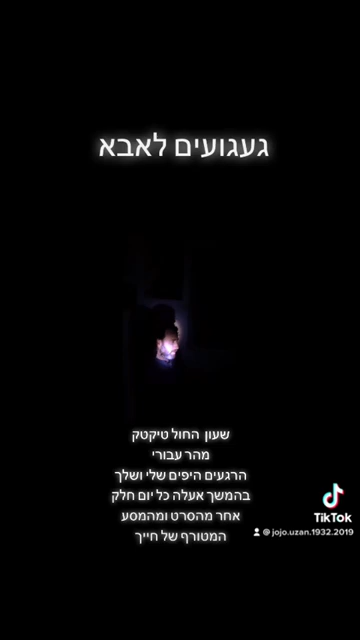 געגועים לאבא
שעון החול טיקטק
מהר עבורי
הרגעים היפים שלי ושלך
בהמשך אעלה כל יום חלק
אחר מהסרט ומהמסע
המטורף של חייך
TikTok
@jojo.uzan.1932.2019